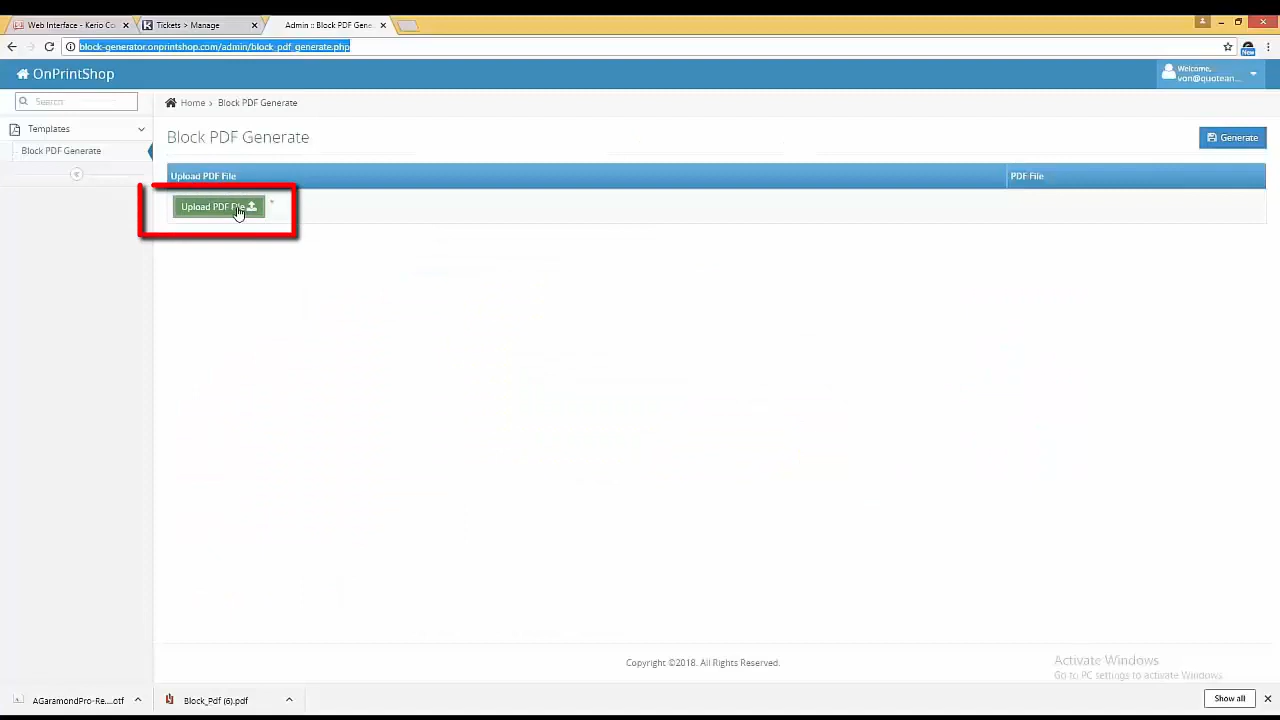 Web Interface - Kerio Co
Tickets > Manage
Admin :: Block PDF Gene
block-generator.onprintshop.com/admin/block_pdf_generate.php
New
OnPrintShop
Welcome,
von@quotean...
Search
Home › Block PDF Generate
Templates
Block PDF Generate
Block PDF Generate
Generate
Upload PDF File
PDF File
Upload PDF File *
Copyright ©2018. All Rights Reserved.
Activate Windows
Go to PC settings to activate Windows.
AGaramondPro-Re....otf
Block_Pdf (6).pdf
Show all